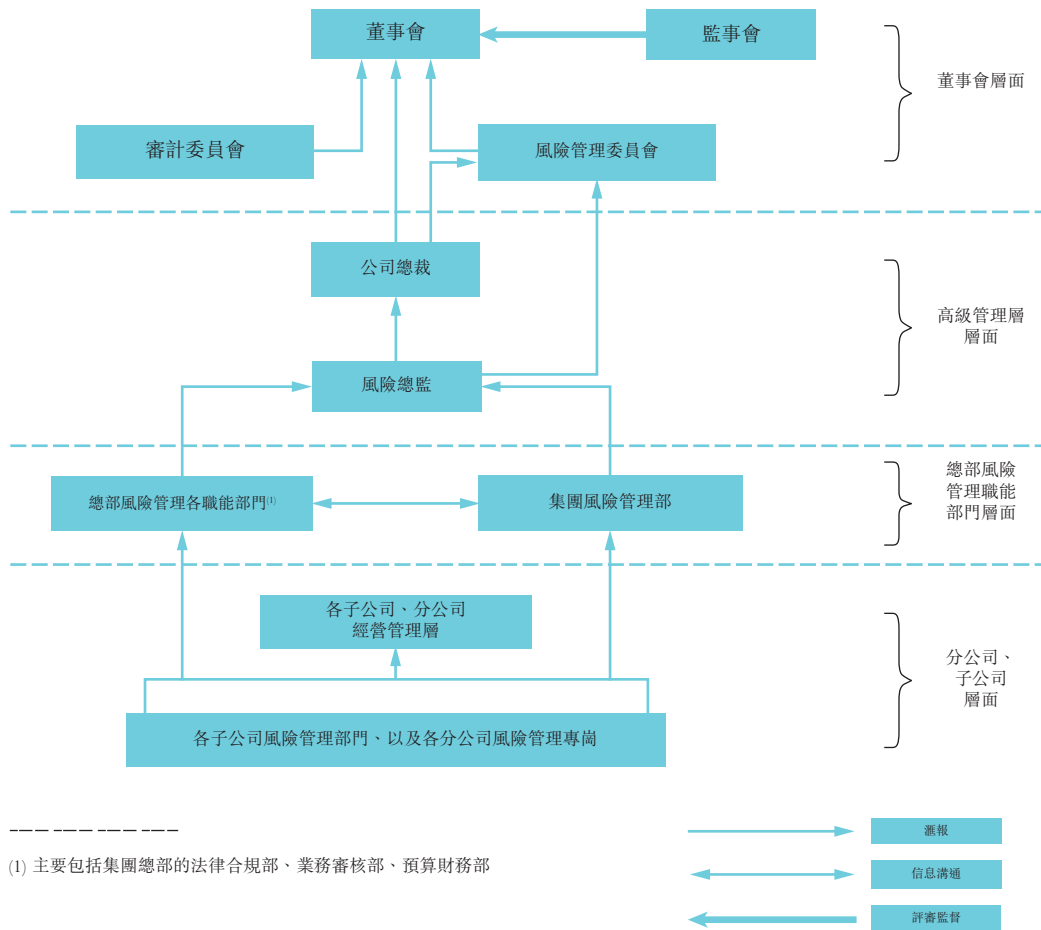 董事會
監事會
董事會層面
審計委員會
風險管理委員會
公司總裁
高級管理層
層面
風險總監
總部風險管理各職能部門(1)
集團風險管理部
總部風險
管理職能
部門層面
各子公司、分公司
經營管理層
分公司、
子公司
層面
各子公司風險管理部門、以及各分公司風險管理專崗
(1) 主要包括集團總部的法律合規部、業務審核部、預算財務部
滙報
信息溝通
評審監督